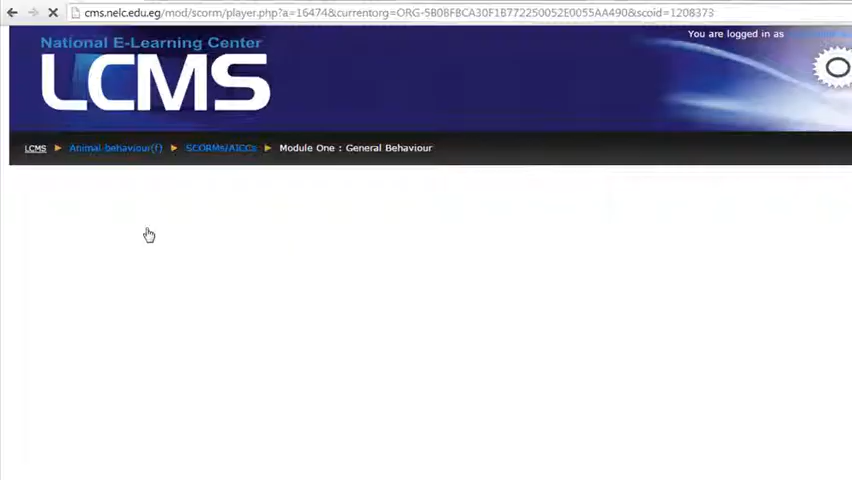 cms.nelc.edu.eg/mod/scorm/player.php?a=16474&currentorg=ORG-5B0BFBCA30F1B772250052E0055AA490&scoid=1208373
National E-Learning Center
You are logged in as
LCMS
LCMS Animal behaviour(f) SCORMs/AICCs Module One : General Behaviour